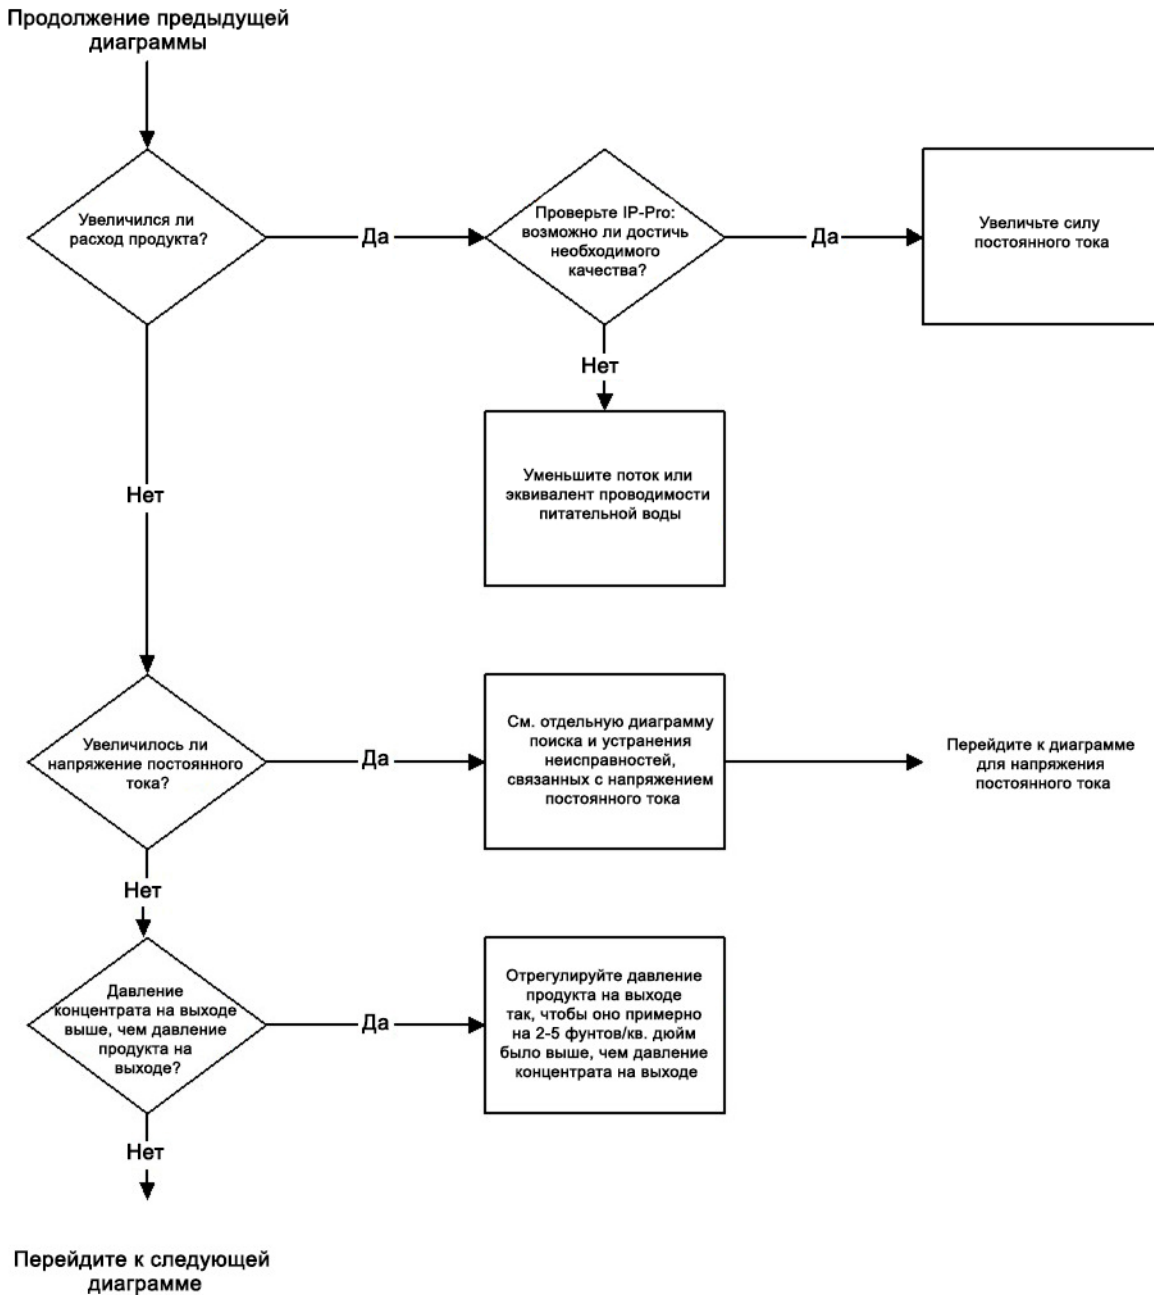 Продолжение предыдущей
диаграммы
Увеличился ли
расход продукта?
Да
Проверьте IP-Pro:
возможно ли достичь
необходимого
качества?
Да
Увеличьте силу
постоянного тока
Нет
Уменьшите поток или
эквивалент проводимости
питательной воды
Нет
Увеличилось ли
напряжение постоянного
тока?
Да
См. отдельную диаграмму
поиска и устранения
неисправностей,
связанных с напряжением
постоянного тока
Перейдите к диаграмме
для напряжения
постоянного тока
Нет
Давление
концентрата на выходе
выше, чем давление
продукта на
выходе?
Да
Отрегулируйте давление
продукта на выходе
так, чтобы оно примерно
на 2-5 фунтов/кв. дюйм
было выше, чем давление
концентрата на выходе
Нет
Перейдите к следующей
диаграмме